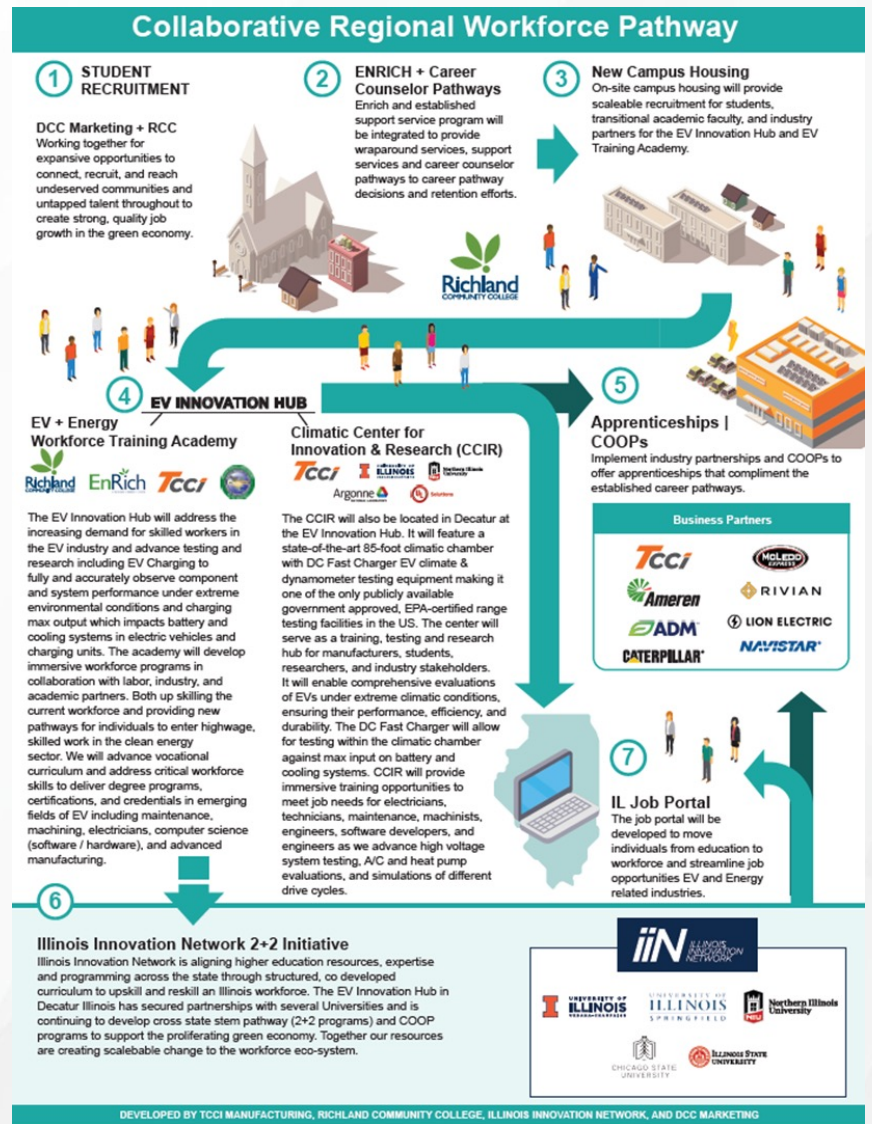 Collaborative Regional Workforce Pathway
1
STUDENT
RECRUITMENT
DCC Marketing + RCC
Working together for
expansive opportunities to
connect, recruit, and reach
undeserved communities and
untapped talent throughout to
create strong, quality job
growth in the green economy.
2
ENRICH + Career
Counselor Pathways
Enrich and established
support service program will
be integrated to provide
wraparound services, support
services and career counselor
pathways to career pathway
decisions and retention efforts.
3
New Campus Housing
On-site campus housing will provide
scaleable recruitment for students,
transitional academic faculty, and industry
partners for the EV Innovation Hub and EV
Training Academy.
Richland
COMMUNITY COLLEGE
4
EV INNOVATION HUB
EV + Energy
Workforce Training Academy
Richland
COMMUNITY COLLEGE
EnRich
TCCI
The EV Innovation Hub will address the
increasing demand for skilled workers in
the EV industry and advance testing and
research including EV Charging to
fully and accurately observe component
and system performance under extreme
environmental conditions and charging
max output which impacts battery and
cooling systems in electric vehicles and
charging units. The academy will develop
immersive workforce programs in
collaboration with labor, industry, and
academic partners. Both up skilling the
current workforce and providing new
pathways for individuals to enter highwage,
skilled work in the clean energy
sector. We will advance vocational
curriculum and address critical workforce
skills to deliver degree programs,
certifications, and credentials in emerging
fields of EV including maintenance,
machining, electricians, computer science
(software / hardware), and advanced
manufacturing.
Climatic Center for
Innovation & Research (CCIR)
TCCI
UNIVERSITY OF
ILLINOIS
Northern Illinois
University
Argonne
UL
Solutions
The CCIR will also be located in Decatur at
the EV Innovation Hub. It will feature a
state-of-the-art 85-foot climatic chamber
with DC Fast Charger EV climate &
dynamometer testing equipment making it
one of the only publicly available
government approved, EPA-certified range
testing facilities in the US. The center will
serve as a training, testing and research
hub for manufacturers, students,
researchers, and industry stakeholders.
It will enable comprehensive evaluations
of EVs under extreme climatic conditions,
ensuring their performance, efficiency, and
durability. The DC Fast Charger will allow
for testing within the climatic chamber
against max input on battery and
cooling systems. CCIR will provide
immersive training opportunities to
meet job needs for electricians,
technicians, maintenance, machinists,
engineers, software developers, and
engineers as we advance high voltage
system testing, A/C and heat pump
evaluations, and simulations of different
drive cycles.
5
Apprenticeships |
COOPs
Implement industry partnerships and COOPs to
offer apprenticeships that compliment the
established career pathways.
Business Partners
TCCI
McLEOD
EXPRESS
Ameren
RIVIAN
ADM
LION ELECTRIC
CATERPILLAR
NAVISTAR
7
IL Job Portal
The job portal will be
developed to move
individuals from education to
workforce and streamline job
opportunities EV and Energy
related industries.
6
Illinois Innovation Network 2+2 Initiative
Illinois Innovation Network is aligning higher education resources, expertise
and programming across the state through structured, co developed
curriculum to upskill and reskill an Illinois workforce. The EV Innovation Hub in
Decatur Illinois has secured partnerships with several Universities and is
continuing to develop cross state stem pathway (2+2 programs) and COOP
programs to support the proliferating green economy. Together our resources
are creating scalebable change to the workforce eco-system.
iiN ILLINOIS
INNOVATION
NETWORK
UNIVERSITY OF
ILLINOIS
URBANA-CHAMPAIGN
UNIVERSITY OF
ILLINOIS
SPRINGFIELD
NIU
Northern Illinois
University
CHICAGO STATE
UNIVERSITY
ILLINOIS STATE
UNIVERSITY
DEVELOPED BY TCCI MANUFACTURING, RICHLAND COMMUNITY COLLEGE, ILLINOIS INNOVATION NETWORK, AND DCC MARKETING